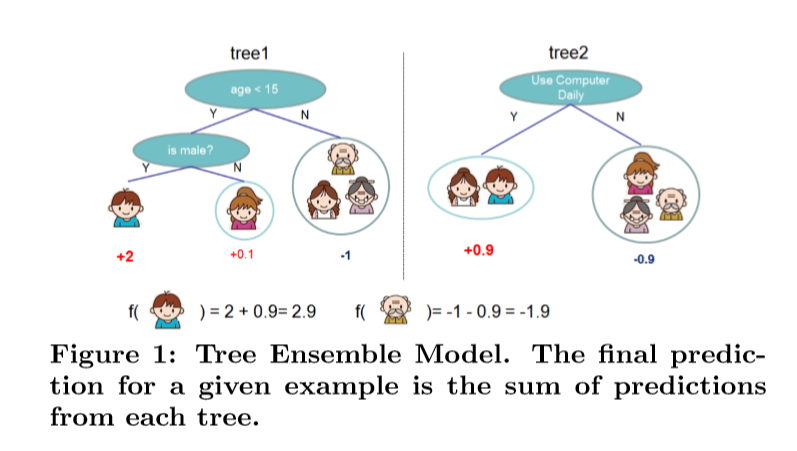 tree1
tree2
age < 15
Use Computer
Daily
Y
N
Y
N
is male?
Y
N
+2
+0.1
-1
+0.9
-0.9
f( ) = 2 + 0.9= 2.9
f( )= -1 - 0.9 = -1.9
Figure 1: Tree Ensemble Model. The final predic-
tion for a given example is the sum of predictions
from each tree.